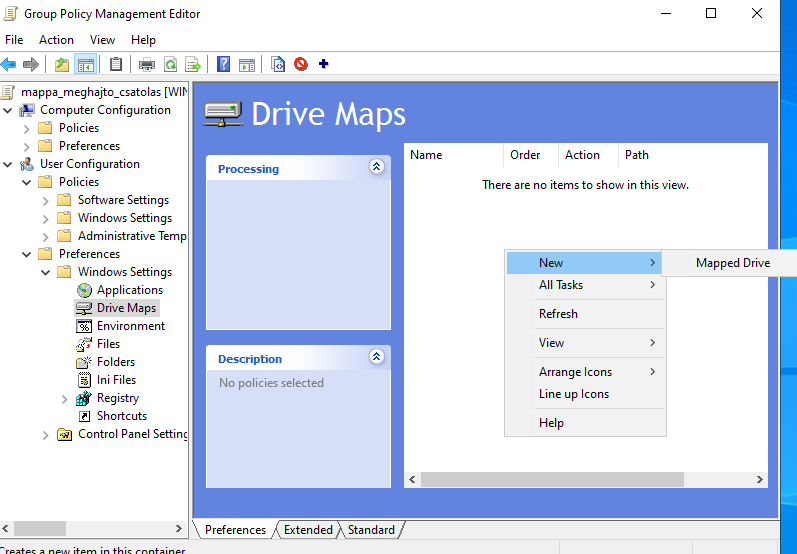 Group Policy Management Editor
File Action View Help
mappa_meghajto_csatolas [WIN
Computer Configuration
Policies
Preferences
User Configuration
Policies
Software Settings
Windows Settings
Administrative Temp
Preferences
Windows Settings
Applications
Drive Maps
Environment
Files
Folders
Ini Files
Registry
Shortcuts
Control Panel Setting
Drive Maps
Processing
Description
No policies selected
Name Order Action Path
There are no items to show in this view.
New
Mapped Drive
All Tasks
Refresh
View
Arrange Icons
Line up Icons
Help
Preferences Extended Standard
Creates a new item in this container